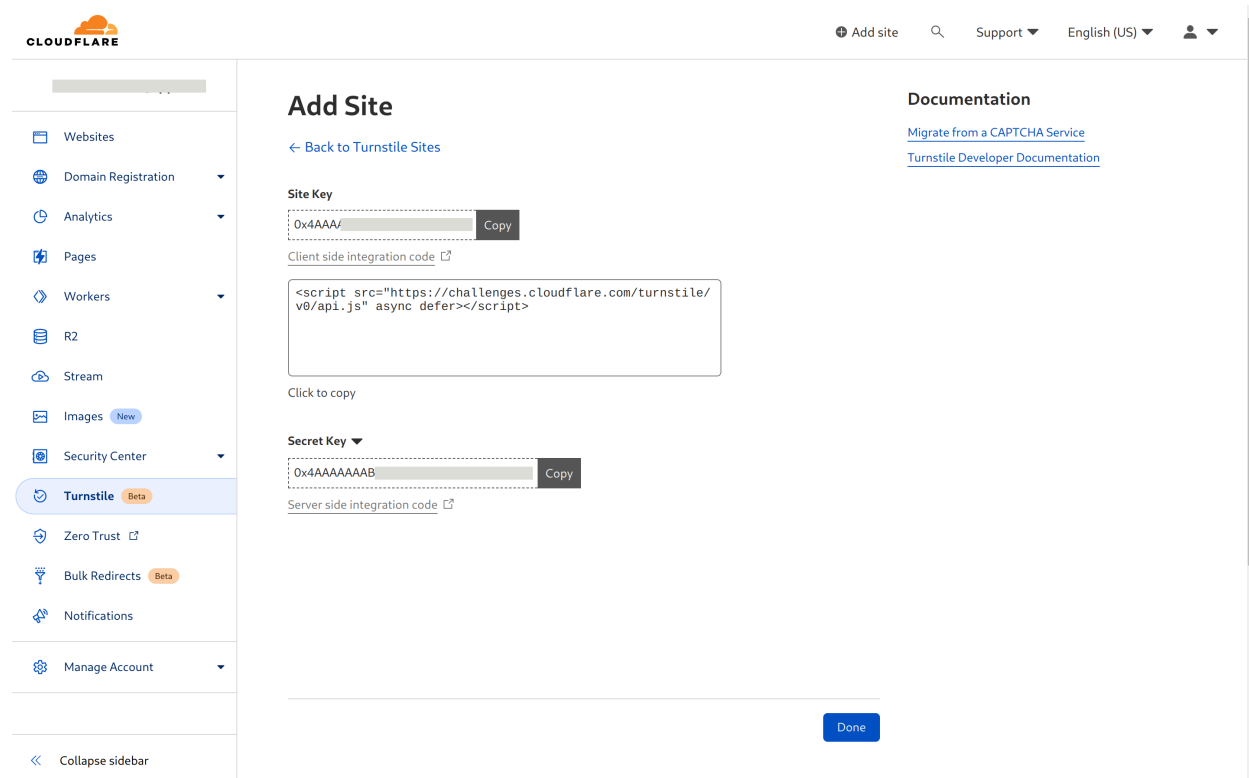 CLOUDFLARE
Add site
Support
English (US)
Websites
Domain Registration
Analytics
Pages
Workers
R2
Stream
Images New
Security Center
Turnstile Beta
Zero Trust
Bulk Redirects Beta
Notifications
Manage Account
Collapse sidebar
Add Site
← Back to Turnstile Sites
Site Key
0x4AAA
Copy
Client side integration code
<script src="https://challenges.cloudflare.com/turnstile/
v0/api.js" async defer></script>
Click to copy
Secret Key
0x4AAAAAAAB
Copy
Server side integration code
Done
Documentation
Migrate from a CAPTCHA Service
Turnstile Developer Documentation